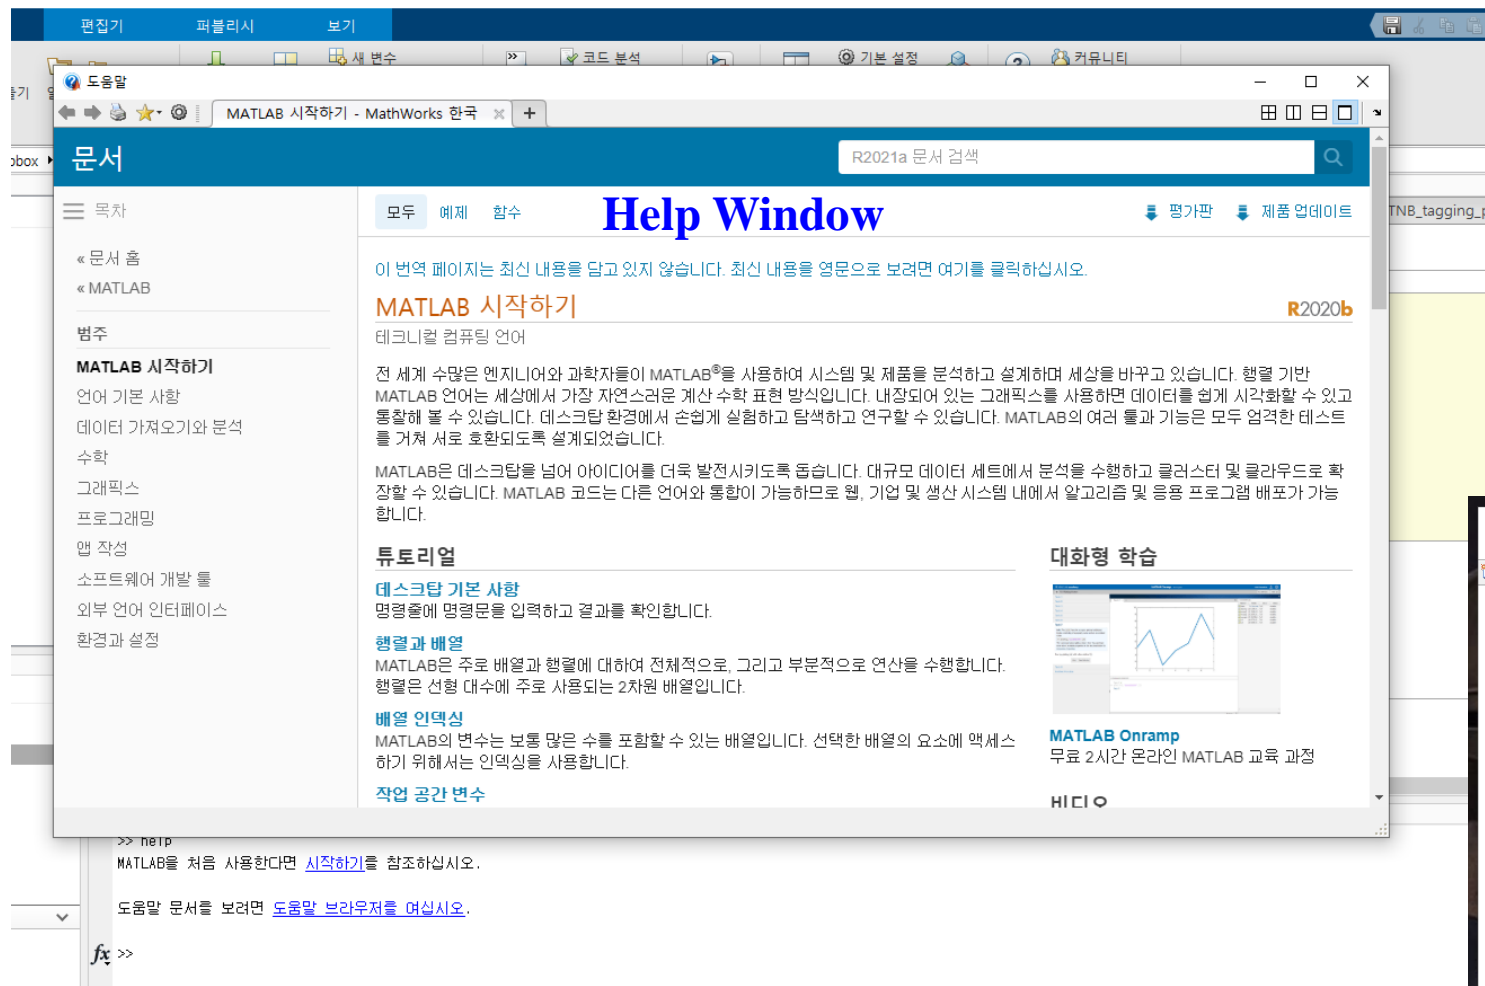 편집기 퍼블리시 보기
새 변수 코드 분석 기본 설정 커뮤니티
도움말
MATLAB 시작하기 - MathWorks 한국
문서 R2021a 문서 검색
목차
모두 예제 함수 Help Window 평가판 제품 업데이트
TNB_tagging_p
« 문서 홈
« MATLAB
범주
MATLAB 시작하기
언어 기본 사항
데이터 가져오기와 분석
수학
그래픽스
프로그래밍
앱 작성
소프트웨어 개발 툴
외부 언어 인터페이스
환경과 설정
이 번역 페이지는 최신 내용을 담고 있지 않습니다. 최신 내용을 영문으로 보려면 여기를 클릭하십시오.
MATLAB 시작하기 R2020b
테크니컬 컴퓨팅 언어
전 세계 수많은 엔지니어와 과학자들이 MATLAB®을 사용하여 시스템 및 제품을 분석하고 설계하며 세상을 바꾸고 있습니다. 행렬 기반
MATLAB 언어는 세상에서 가장 자연스러운 계산 수학 표현 방식입니다. 내장되어 있는 그래픽스를 사용하면 데이터를 쉽게 시각화할 수 있고
통찰해 볼 수 있습니다. 데스크탑 환경에서 손쉽게 실험하고 탐색하고 연구할 수 있습니다. MATLAB의 여러 툴과 기능은 모두 엄격한 테스트
를 거쳐 서로 호환되도록 설계되었습니다.
MATLAB은 데스크탑을 넘어 아이디어를 더욱 발전시키도록 돕습니다. 대규모 데이터 세트에서 분석을 수행하고 클러스터 및 클라우드로 확
장할 수 있습니다. MATLAB 코드는 다른 언어와 통합이 가능하므로 웹, 기업 및 생산 시스템 내에서 알고리즘 및 응용 프로그램 배포가 가능
합니다.
튜토리얼
데스크탑 기본 사항
명령줄에 명령문을 입력하고 결과를 확인합니다.
행렬과 배열
MATLAB은 주로 배열과 행렬에 대하여 전체적으로, 그리고 부분적으로 연산을 수행합니다.
행렬은 선형 대수에 주로 사용되는 2차원 배열입니다.
배열 인덱싱
MATLAB의 변수는 보통 많은 수를 포함할 수 있는 배열입니다. 선택한 배열의 요소에 액세스
하기 위해서는 인덱싱을 사용합니다.
작업 공간 변수
대화형 학습
MATLAB Onramp
무료 2시간 온라인 MATLAB 교육 과정
비디오
>> help
MATLAB을 처음 사용한다면 시작하기를 참조하십시오.
도움말 문서를 보려면 도움말 브라우저를 여십시오.
fx >>